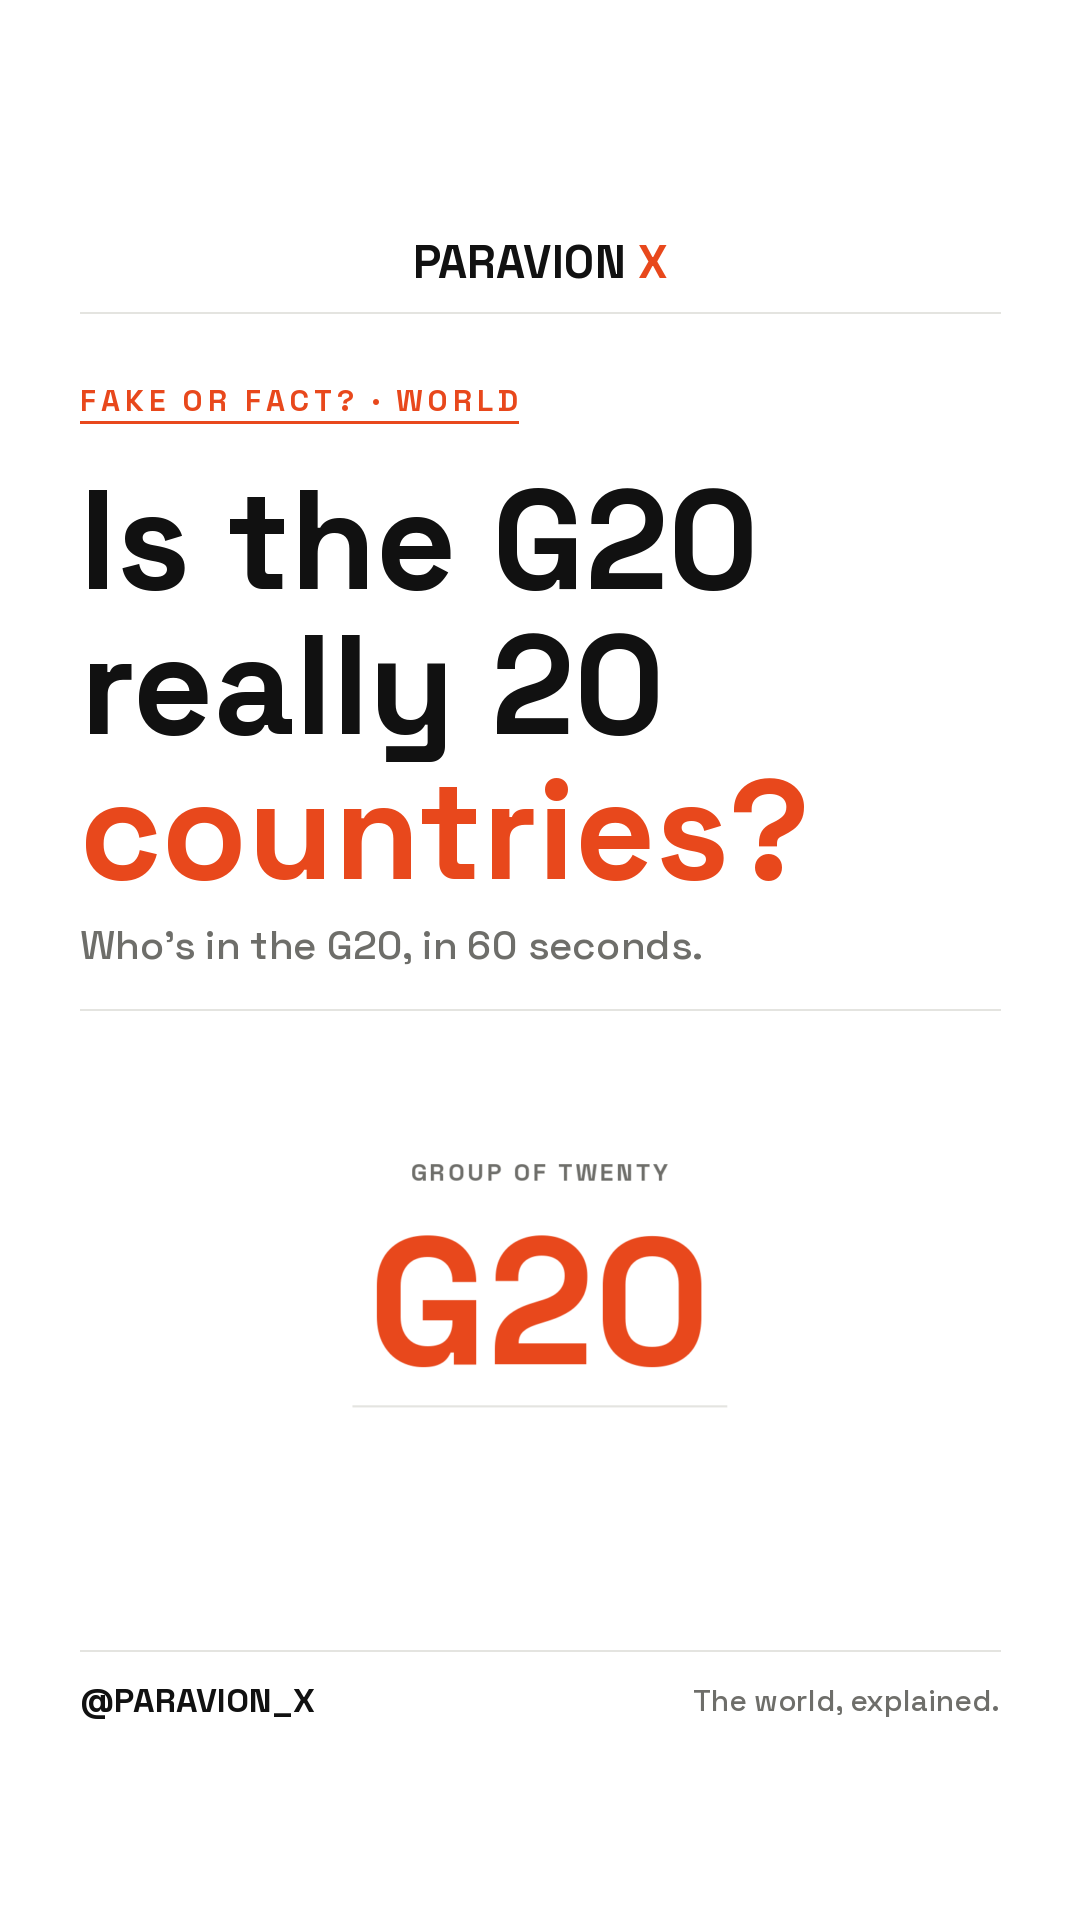 PARAVION X
FAKE OR FACT? · WORLD
Is the G20
really 20
countries?
Who’s in the G20, in 60 seconds.
GROUP OF TWENTY
G20
@PARAVION_X
The world, explained.